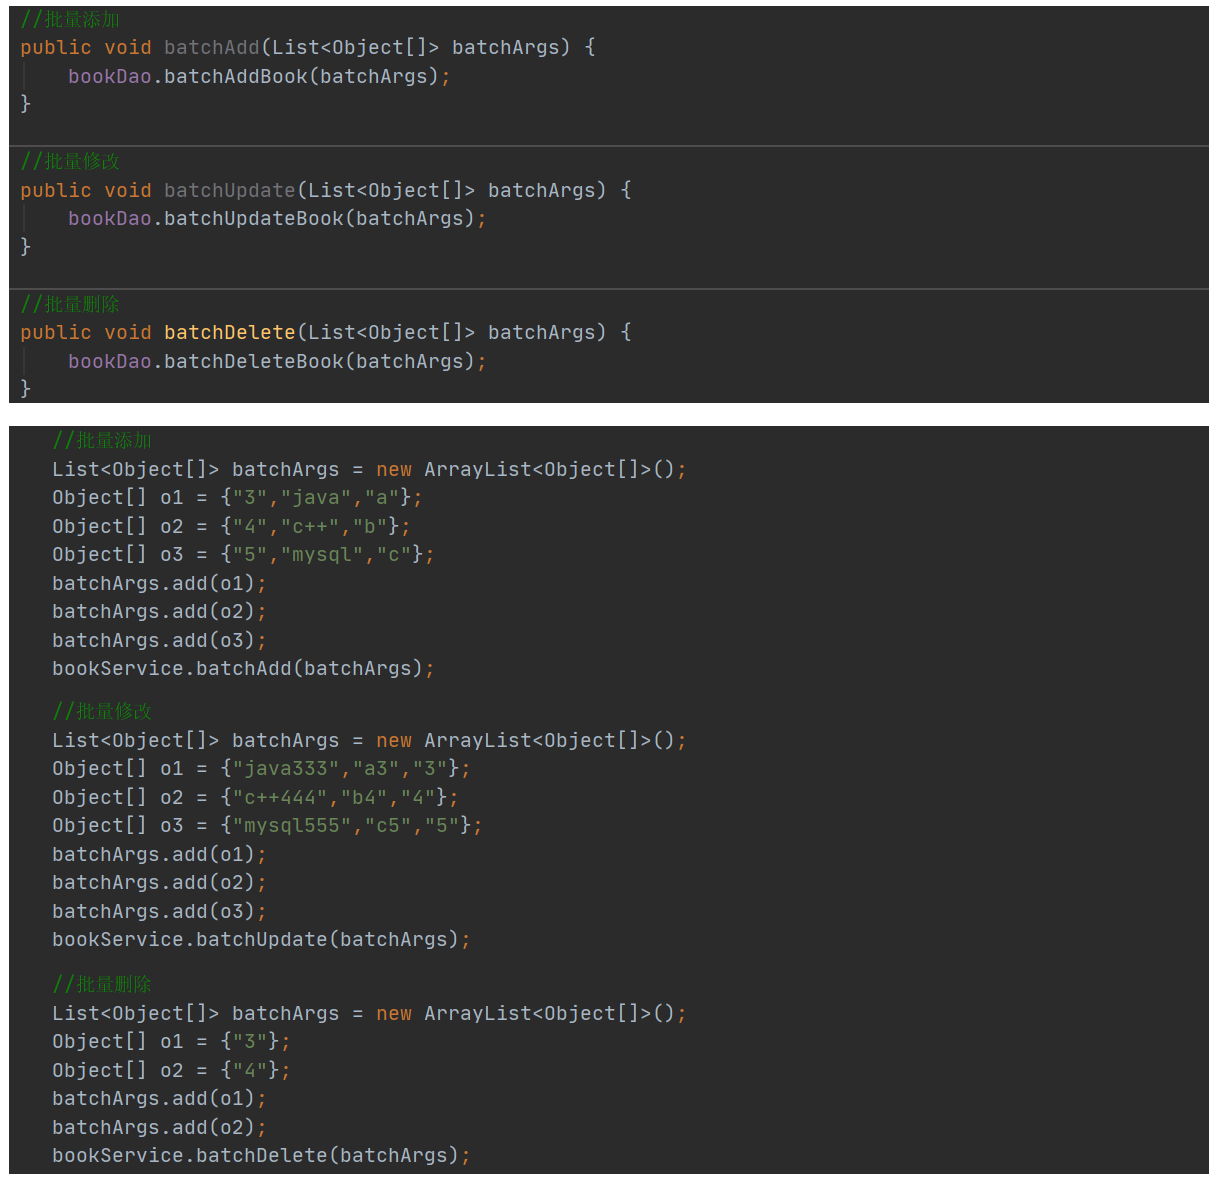 //批量添加
public void batchAdd(List<Object[]> batchArgs) {
    bookDao.batchAddBook(batchArgs);
}
//批量修改
public void batchUpdate(List<Object[]> batchArgs) {
    bookDao.batchUpdateBook(batchArgs);
}
//批量删除
public void batchDelete(List<Object[]> batchArgs) {
    bookDao.batchDeleteBook(batchArgs);
}
//批量添加
List<Object[]> batchArgs = new ArrayList<Object[]>();
Object[] o1 = {"3","java","a"};
Object[] o2 = {"4","c++","b"};
Object[] o3 = {"5","mysql","c"};
batchArgs.add(o1);
batchArgs.add(o2);
batchArgs.add(o3);
bookService.batchAdd(batchArgs);
//批量修改
List<Object[]> batchArgs = new ArrayList<Object[]>();
Object[] o1 = {"java333","a3","3"};
Object[] o2 = {"c++444","b4","4"};
Object[] o3 = {"mysql555","c5","5"};
batchArgs.add(o1);
batchArgs.add(o2);
batchArgs.add(o3);
bookService.batchUpdate(batchArgs);
//批量删除
List<Object[]> batchArgs = new ArrayList<Object[]>();
Object[] o1 = {"3"};
Object[] o2 = {"4"};
batchArgs.add(o1);
batchArgs.add(o2);
bookService.batchDelete(batchArgs);